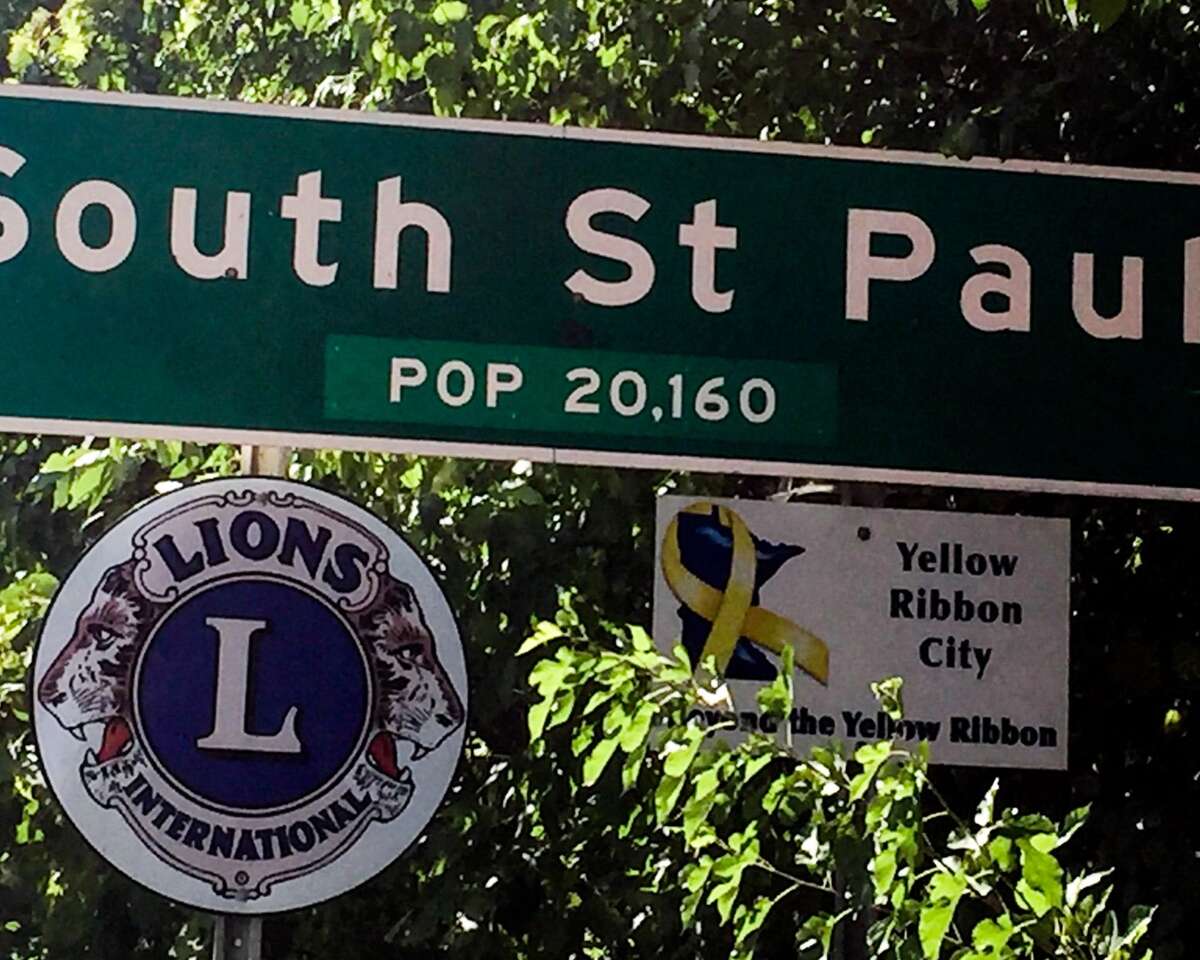 South St Paul
POP 20,160
LIONS
L
INTERNATIONAL
Yellow
Ribbon
City
the Yellow Ribbon